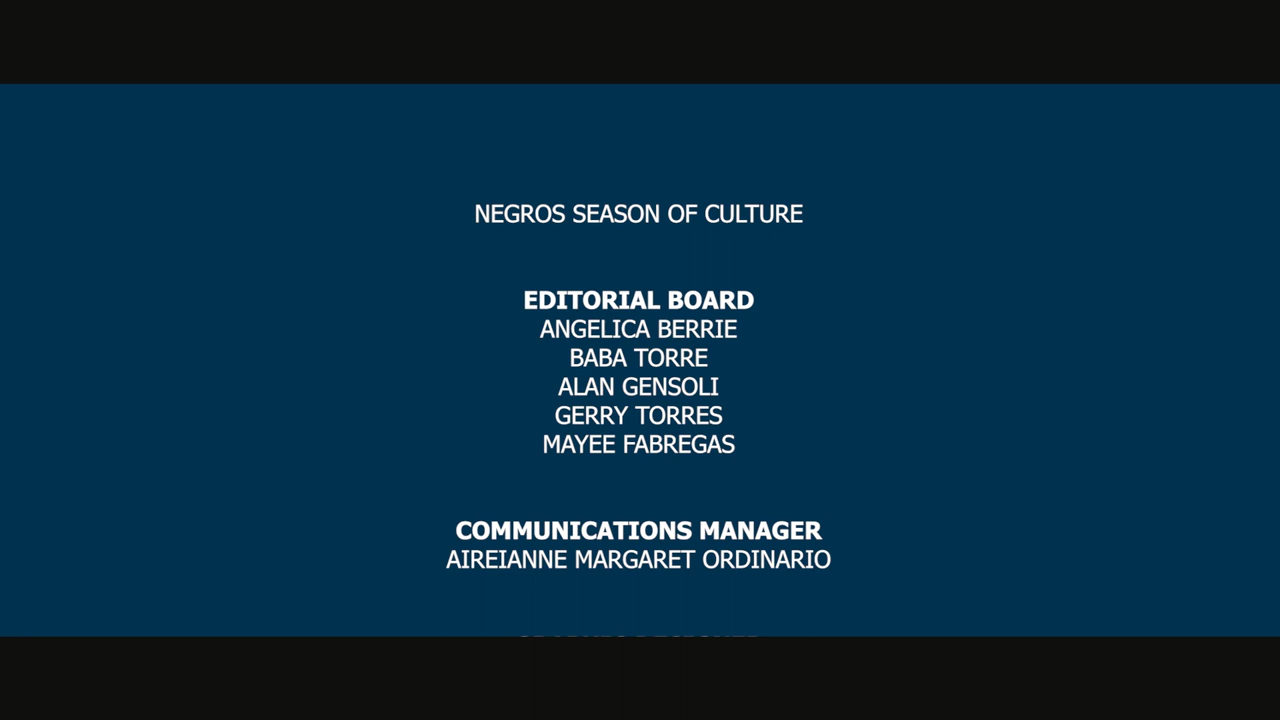 NEGROS SEASON OF CULTURE
EDITORIAL BOARD
ANGELICA BERRIE
BABA TORRE
ALAN GENSOLI
GERRY TORRES
MAYEE FABREGAS
COMMUNICATIONS MANAGER
AIREIANNE MARGARET ORDINARIO